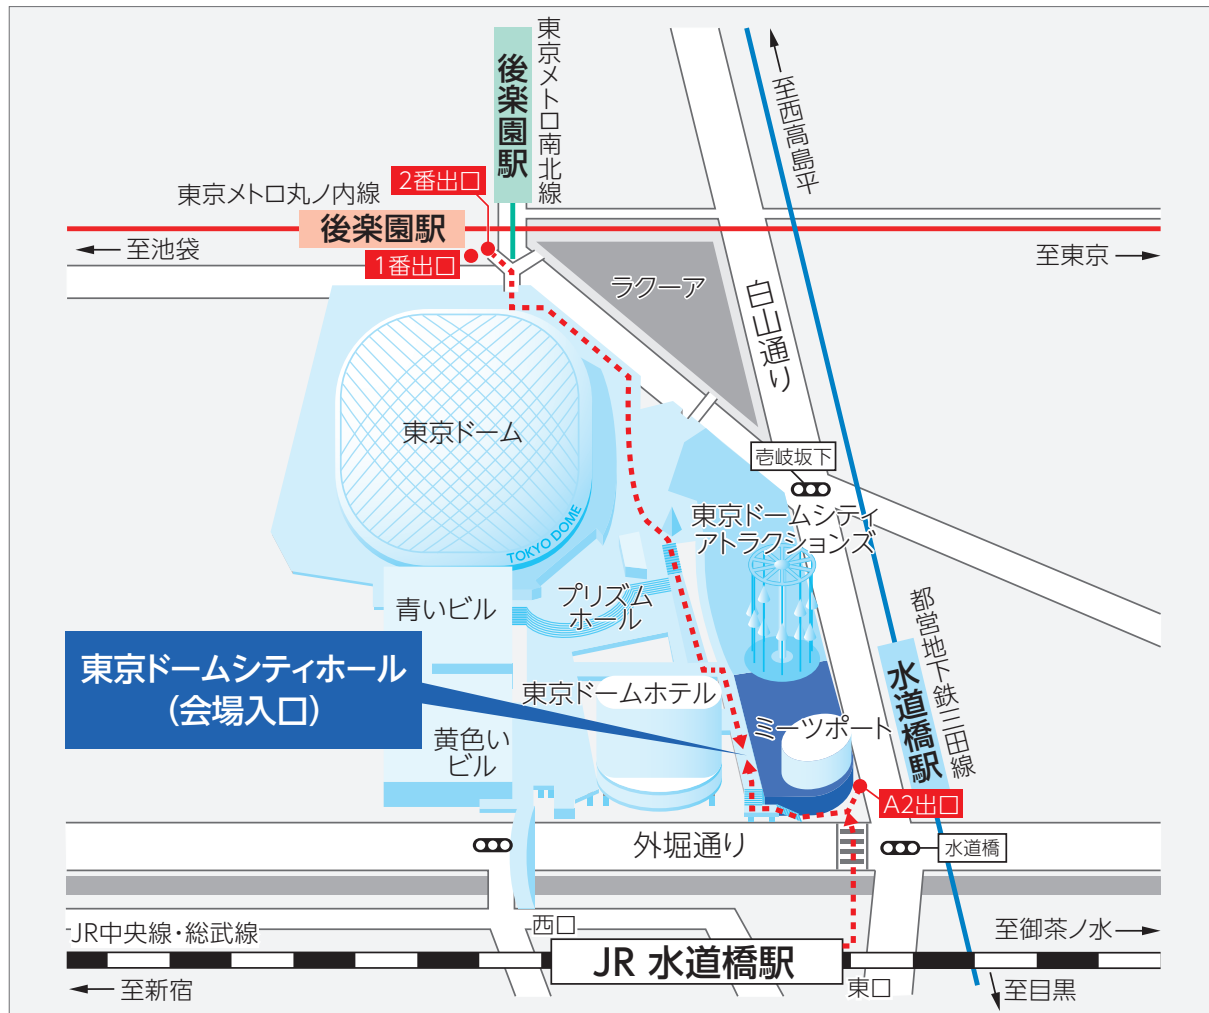 後楽園駅
東京メトロ南北線
至西高島平
2番出口
東京メトロ丸ノ内線
後楽園駅
至池袋
1番出口
至東京
ラクーア
白山通り
東京ドーム
TOKYO DOME
壱岐坂下
東京ドームシティ
アトラクションズ
青いビル
プリズム
ホール
都営地下鉄三田線
水道橋駅
東京ドームシティホール
(会場入口)
東京ドームホテル
ミーツポート
黄色い
ビル
A2出口
外堀通り
水道橋
西口
JR中央線・総武線
至御茶ノ水
JR 水道橋駅
東口
至新宿
至目黒